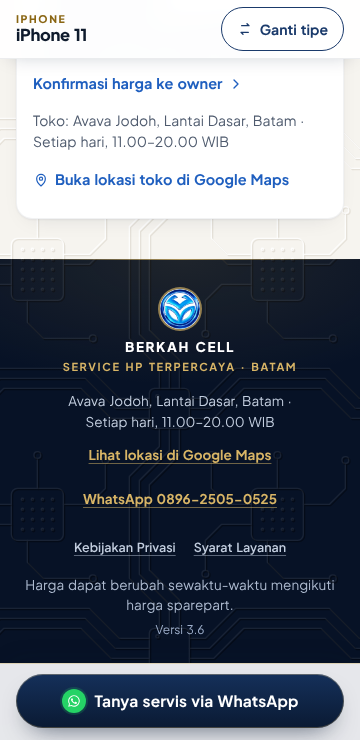 IPHONE
iPhone 11
Ganti tipe
Konfirmasi harga ke owner
Toko: Avava Jodoh, Lantai Dasar, Batam ·
Setiap hari, 11.00–20.00 WIB
Buka lokasi toko di Google Maps
BERKAH CELL
SERVICE HP TERPERCAYA · BATAM
Avava Jodoh, Lantai Dasar, Batam ·
Setiap hari, 11.00–20.00 WIB
Lihat lokasi di Google Maps
WhatsApp 0896-2505-0525
Kebijakan Privasi Syarat Layanan
Harga dapat berubah sewaktu-waktu mengikuti
harga sparepart.
Versi 3.6
Tanya servis via WhatsApp